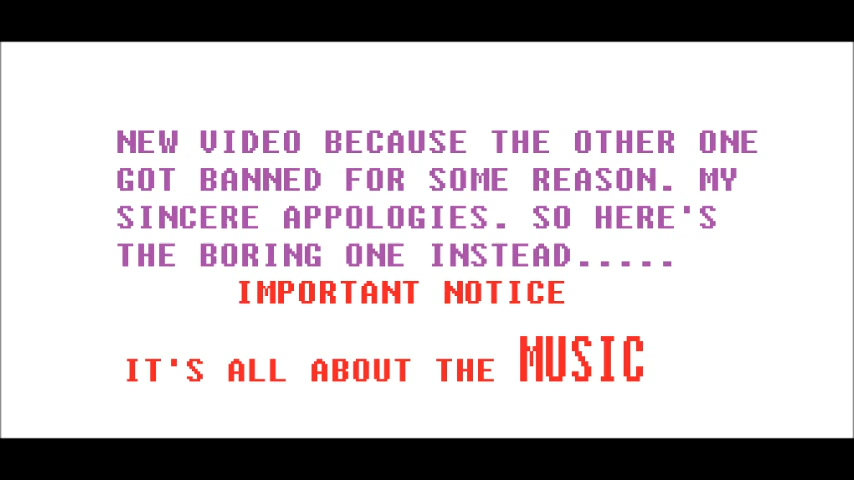 NEW VIDEO BECAUSE THE OTHER ONE
GOT BANNED FOR SOME REASON. MY
SINCERE APPOLOGIES. SO HERE'S
THE BORING ONE INSTEAD.....
IMPORTANT NOTICE
IT'S ALL ABOUT THE MUSIC